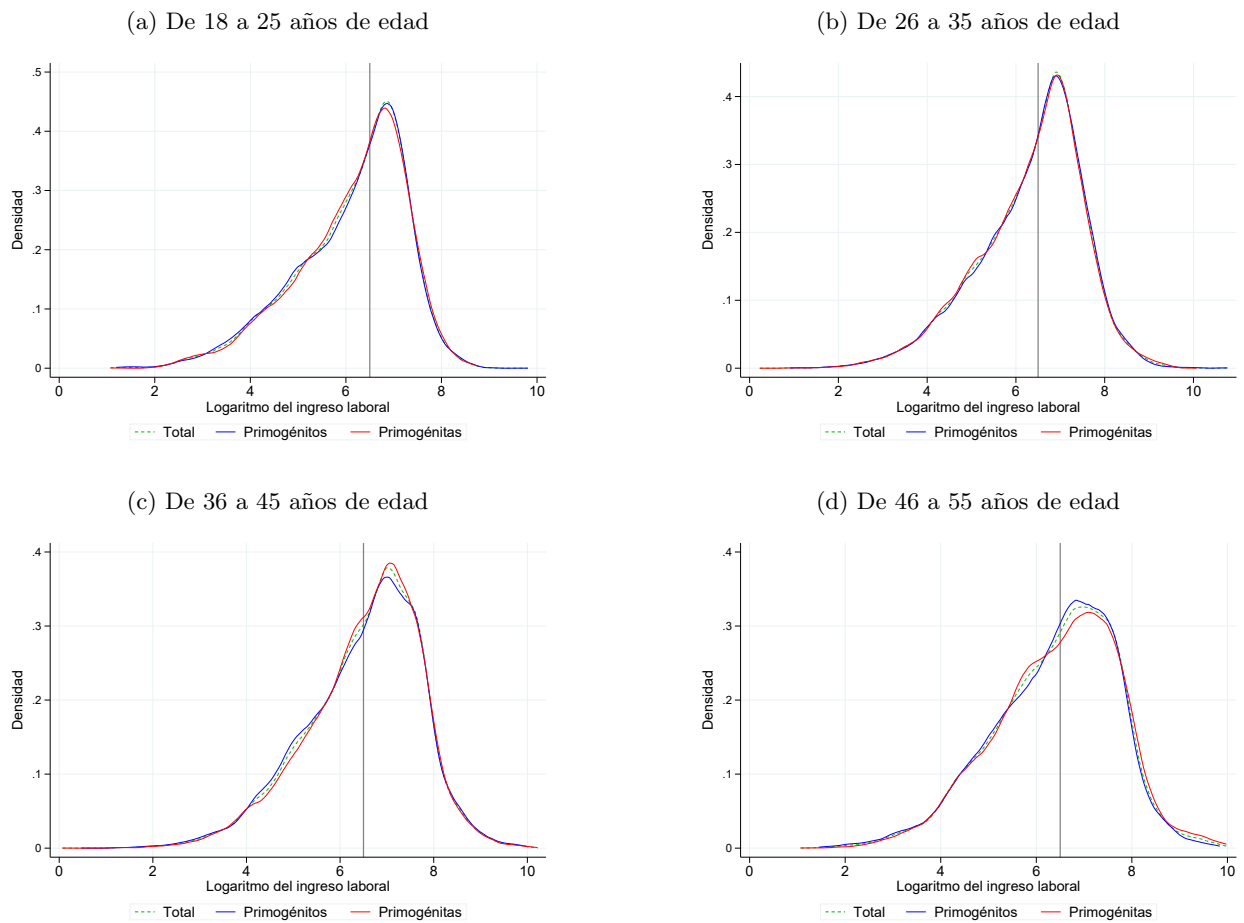 (a) De 18 a 25 años de edad
.5
.4
.3
.2
.1
0
Densidad
0 2 4 6 8 10
Logaritmo del ingreso laboral
Total Primogénitos Primogénitas
(b) De 26 a 35 años de edad
.4
.3
.2
.1
0
Densidad
0 2 4 6 8 10
Logaritmo del ingreso laboral
Total Primogénitos Primogénitas
(c) De 36 a 45 años de edad
.4
.3
.2
.1
0
Densidad
0 2 4 6 8 10
Logaritmo del ingreso laboral
Total Primogénitos Primogénitas
(d) De 46 a 55 años de edad
.4
.3
.2
.1
0
Densidad
0 2 4 6 8 10
Logaritmo del ingreso laboral
Total Primogénitos Primogénitas